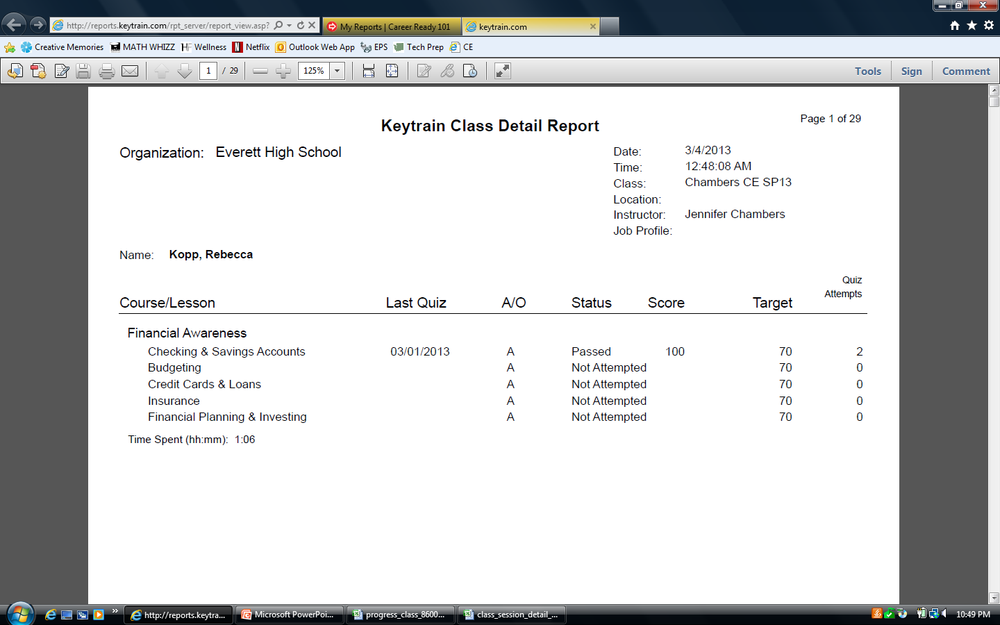 http://reports.keytrain.com/rpt_server/report_view.asp?
My Reports | Career Ready 101
keytrain.com
Creative Memories
MATH WHIZZ
HF Wellness
N Netflix
Outlook Web App
EPS
Tech Prep
CE
1 / 29
125%
Tools
Sign
Comment
Page 1 of 29
Keytrain Class Detail Report
Organization: Everett High School
Date: 3/4/2013
Time: 12:48:08 AM
Class: Chambers CE SP13
Location:
Instructor: Jennifer Chambers
Job Profile:
Name: Kopp, Rebecca
Course/Lesson Last Quiz A/O Status Score Target Quiz Attempts
Financial Awareness
Checking & Savings Accounts 03/01/2013 A Passed 100 70 2
Budgeting A Not Attempted 70 0
Credit Cards & Loans A Not Attempted 70 0
Insurance A Not Attempted 70 0
Financial Planning & Investing A Not Attempted 70 0
Time Spent (hh:mm): 1:06
http://reports.keytra...
Microsoft PowerPoi...
progress_class_8600...
class_session_detail_...
10:49 PM